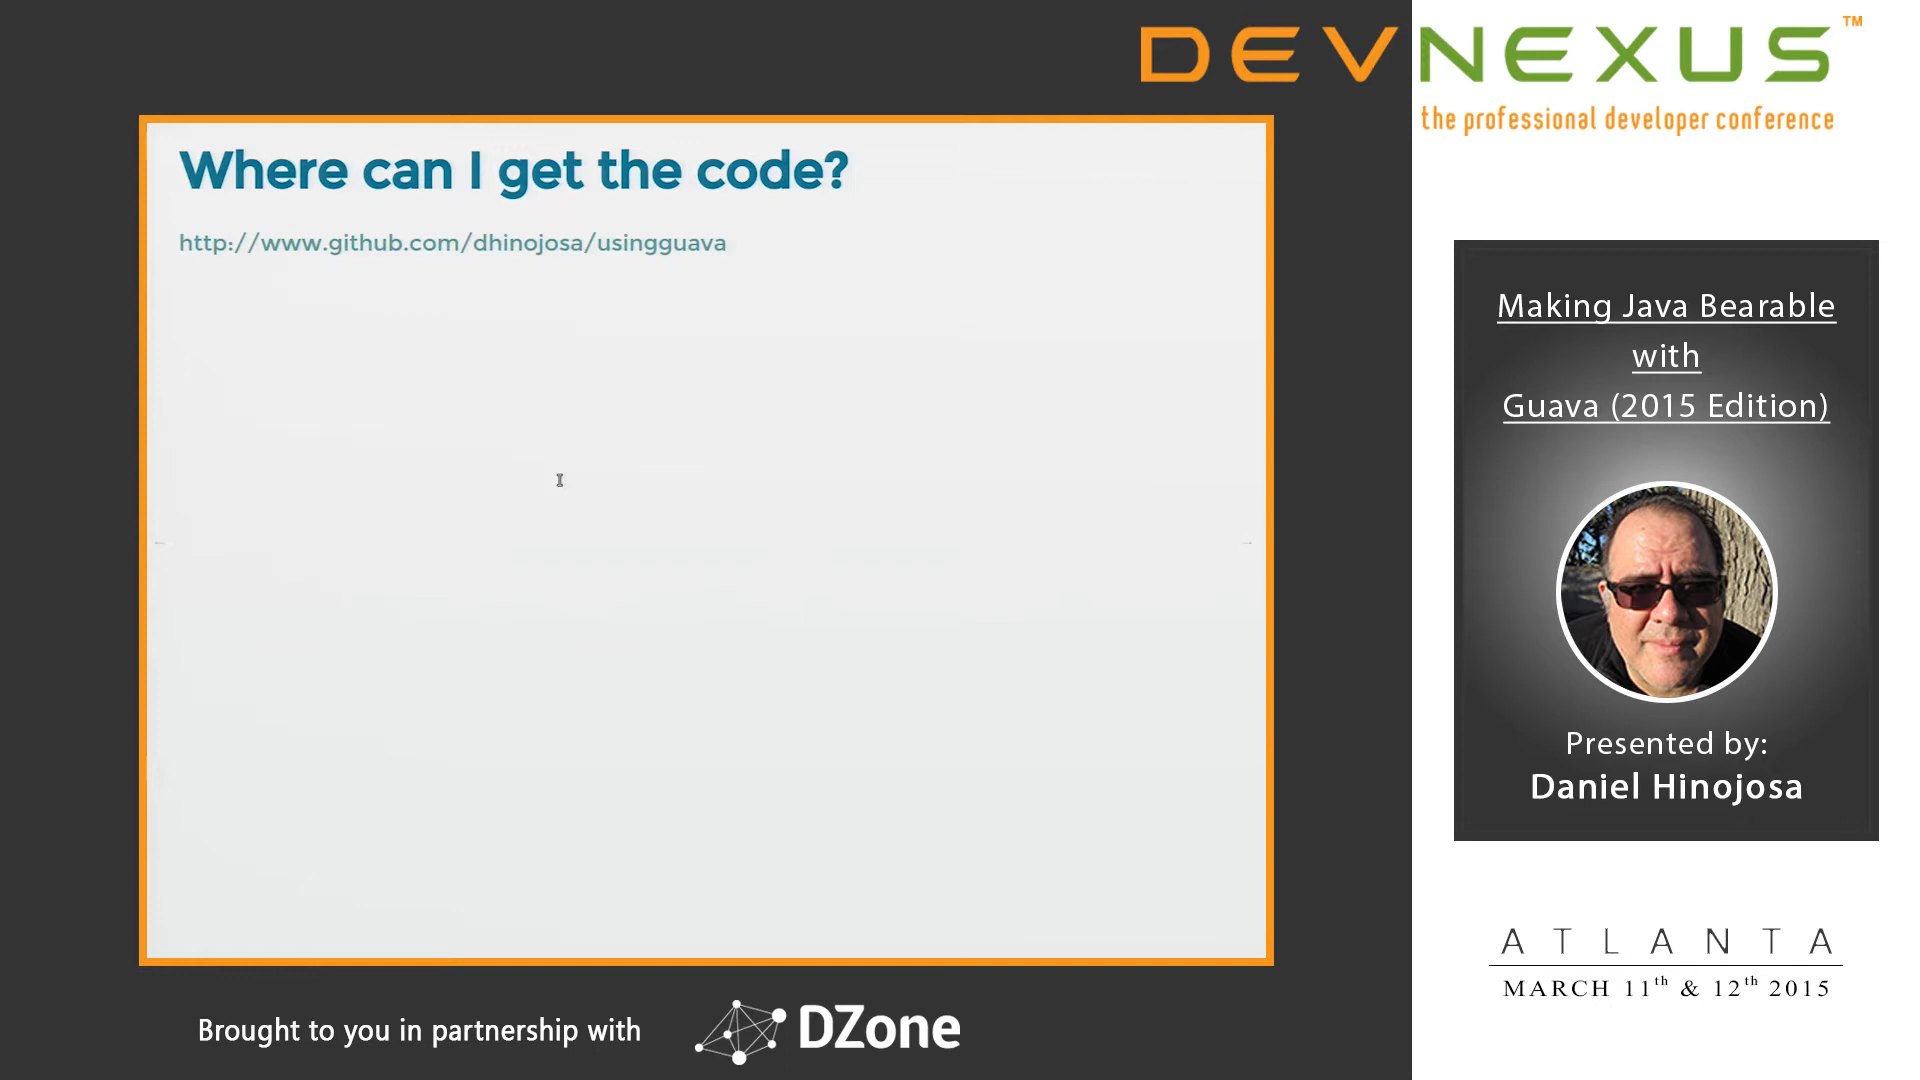 DEVNEXUS™
the professional developer conference
Where can I get the code?
http://www.github.com/dhinojosa/usingguava
Making Java Bearable
with
Guava (2015 Edition)
Presented by:
Daniel Hinojosa
ATLANTA
MARCH 11th & 12th 2015
Brought to you in partnership with
DZone